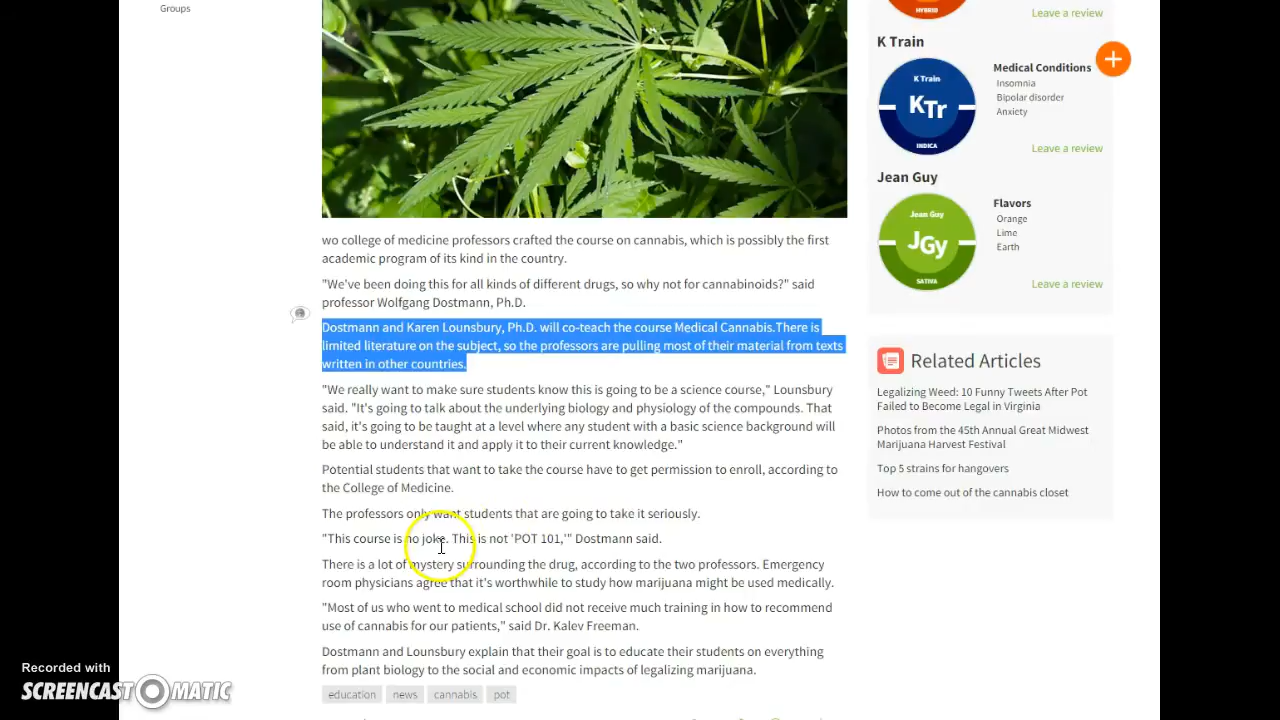 Groups
HYBRID
Leave a review
K Train
K Train
KTr
INDICA
Medical Conditions
Insomnia
Bipolar disorder
Anxiety
Leave a review
Jean Guy
Jean Guy
JGy
SATIVA
Flavors
Orange
Lime
Earth
Leave a review
wo college of medicine professors crafted the course on cannabis, which is possibly the first
academic program of its kind in the country.
"We've been doing this for all kinds of different drugs, so why not for cannabinoids?" said
professor Wolfgang Dostmann, Ph.D.
Dostmann and Karen Lounsbury, Ph.D. will co-teach the course Medical Cannabis.There is
limited literature on the subject, so the professors are pulling most of their material from texts
written in other countries.
"We really want to make sure students know this is going to be a science course," Lounsbury
said. "It's going to talk about the underlying biology and physiology of the compounds. That
said, it's going to be taught at a level where any student with a basic science background will
be able to understand it and apply it to their current knowledge."
Potential students that want to take the course have to get permission to enroll, according to
the College of Medicine.
The professors only want students that are going to take it seriously.
"This course is no joke. This is not 'POT 101,'" Dostmann said.
There is a lot of mystery surrounding the drug, according to the two professors. Emergency
room physicians agree that it's worthwhile to study how marijuana might be used medically.
"Most of us who went to medical school did not receive much training in how to recommend
use of cannabis for our patients," said Dr. Kalev Freeman.
Dostmann and Lounsbury explain that their goal is to educate their students on everything
from plant biology to the social and economic impacts of legalizing marijuana.
education news cannabis pot
Related Articles
Legalizing Weed: 10 Funny Tweets After Pot
Failed to Become Legal in Virginia
Photos from the 45th Annual Great Midwest
Marijuana Harvest Festival
Top 5 strains for hangovers
How to come out of the cannabis closet
Recorded with
SCREENCAST-O-MATIC